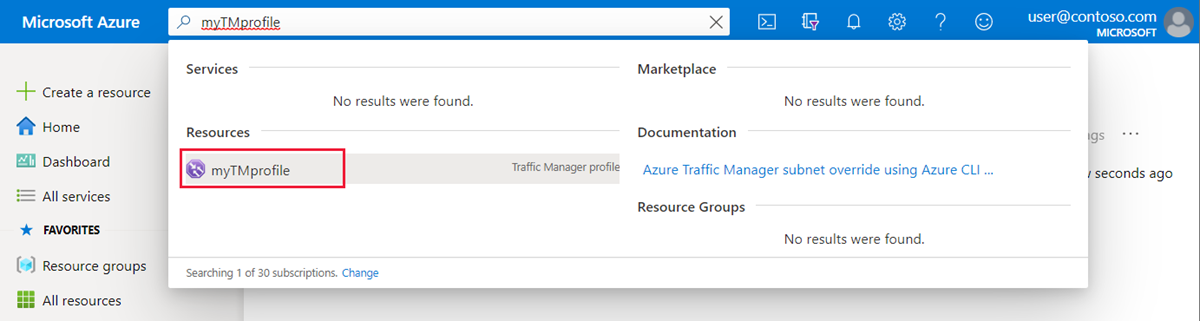 Microsoft Azure
myTMprofile
user@contoso.com
MICROSOFT
Create a resource
Home
Dashboard
All services
FAVORITES
Resource groups
All resources
Services
No results were found.
Resources
myTMprofile Traffic Manager profile
Marketplace
No results were found.
Documentation
Azure Traffic Manager subnet override using Azure CLI ...
Resource Groups
No results were found.
Searching 1 of 30 subscriptions. Change
seconds ago